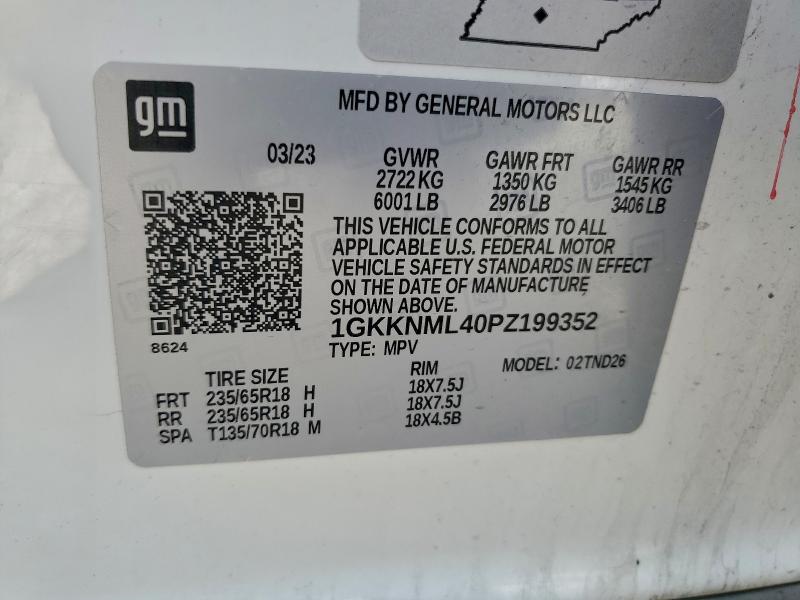 gm
MFD BY GENERAL MOTORS LLC
03/23 GVWR GAWR FRT GAWR RR
2722 KG 1350 KG 1545 KG
6001 LB 2976 LB 3406 LB
THIS VEHICLE CONFORMS TO ALL
APPLICABLE U.S. FEDERAL MOTOR
VEHICLE SAFETY STANDARDS IN EFFECT
ON THE DATE OF MANUFACTURE
SHOWN ABOVE.
1GKKNML40PZ199352
8624
TYPE: MPV MODEL: 02TND26
TIRE SIZE RIM
FRT 235/65R18 H 18X7.5J
RR 235/65R18 H 18X7.5J
SPA T135/70R18 M 18X4.5B